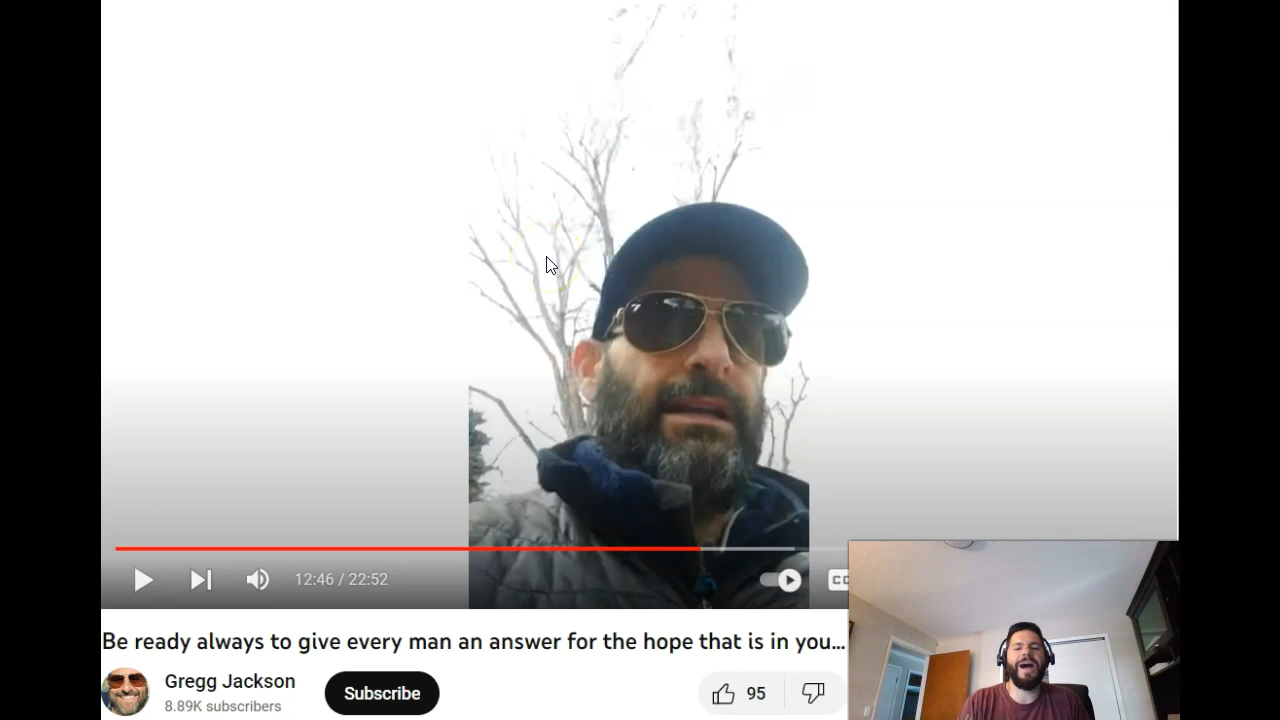 12:46 / 22:52
CC
Be ready always to give every man an answer for the hope that is in you...
Gregg Jackson
8.89K subscribers
Subscribe
95